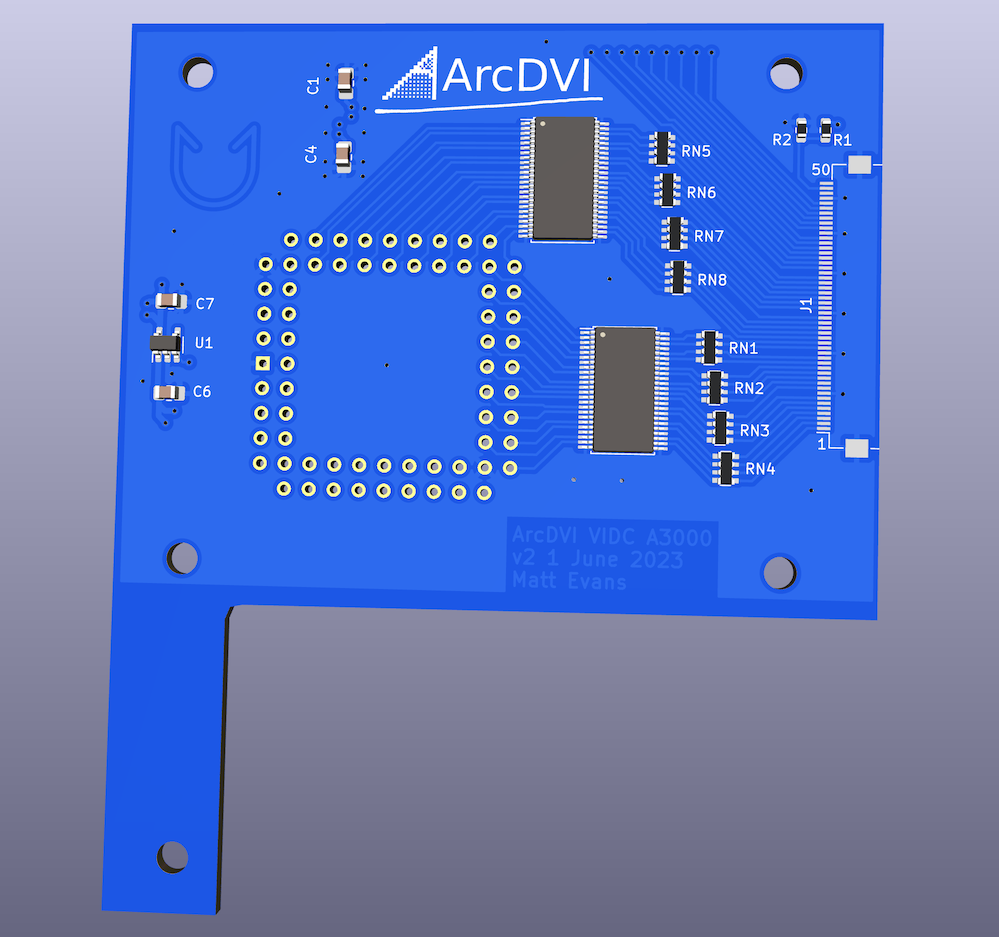 ArcDVI
C1
C4
R2
R1
50
RN5
RN6
RN7
RN8
C7
U1
C6
J1
RN1
RN2
RN3
RN4
1
ArcDVI VIDC A3000
v2 1 June 2023
Matt Evans